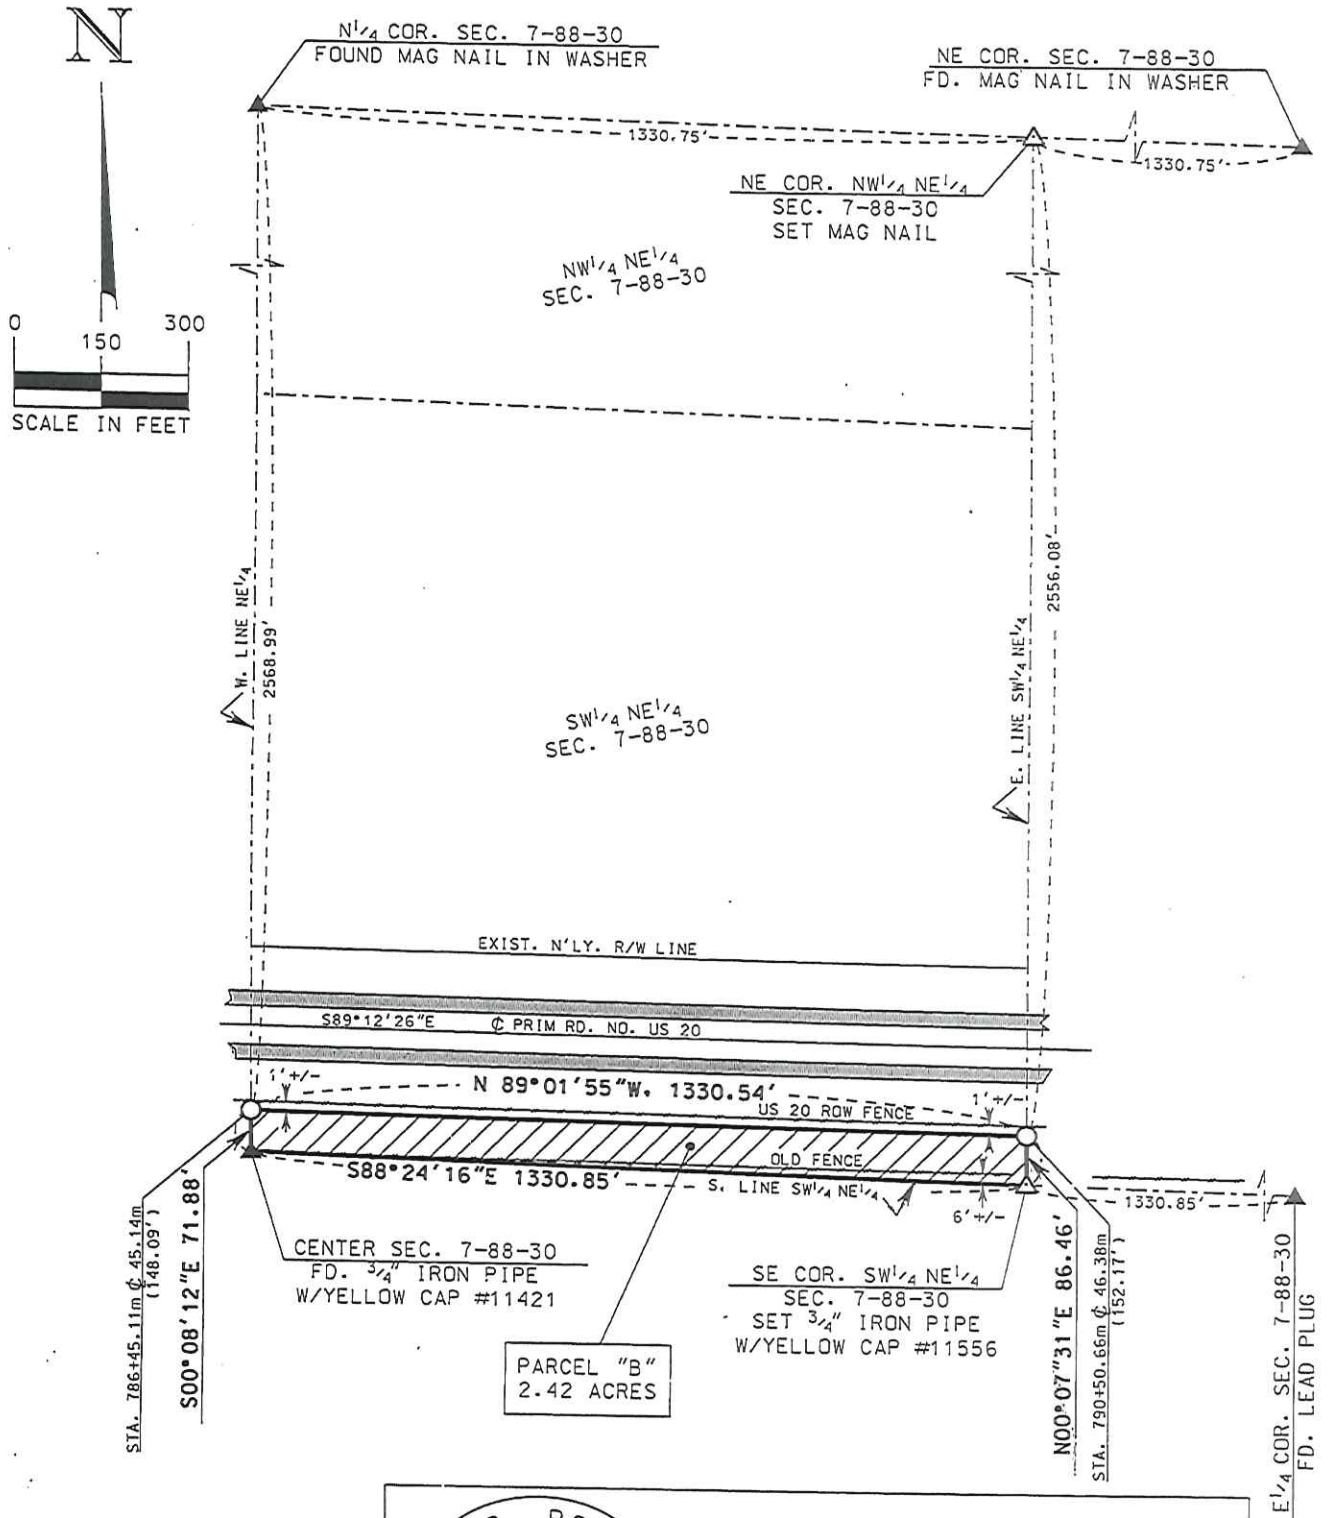 N
N1/4 COR. SEC. 7-88-30
FOUND MAG NAIL IN WASHER
NE COR. SEC. 7-88-30
FD. MAG NAIL IN WASHER
1330.75'
1330.75'
NE COR. NW1/4 NE1/4
SEC. 7-88-30
SET MAG NAIL
NW1/4 NE1/4
SEC. 7-88-30
0 150 300
SCALE IN FEET
W. LINE NE1/4
2568.99'
2556.08'
E. LINE SW1/4 NE1/4
SW1/4 NE1/4
SEC. 7-88-30
EXIST. N'LY. R/W LINE
S89°12'26"E ℄ PRIM RD. NO. US 20
1'+/-
N 89°01'55"W. 1330.54'
1'+/-
US 20 ROW FENCE
OLD FENCE
S88°24'16"E 1330.85'
S. LINE SW1/4 NE1/4
6'+/-
1330.85'
STA. 786+45.11m ℄ 45.14m
(148.09')
S00°08'12"E 71.88'
CENTER SEC. 7-88-30
FD. 3/4" IRON PIPE
W/YELLOW CAP #11421
SE COR. SW1/4 NE1/4
SEC. 7-88-30
SET 3/4" IRON PIPE
W/YELLOW CAP #11556
PARCEL "B"
2.42 ACRES
N00°07'31"E 86.46'
STA. 790+50.66m ℄ 46.38m
(152.17')
E1/4 COR. SEC. 7-88-30
FD. LEAD PLUG